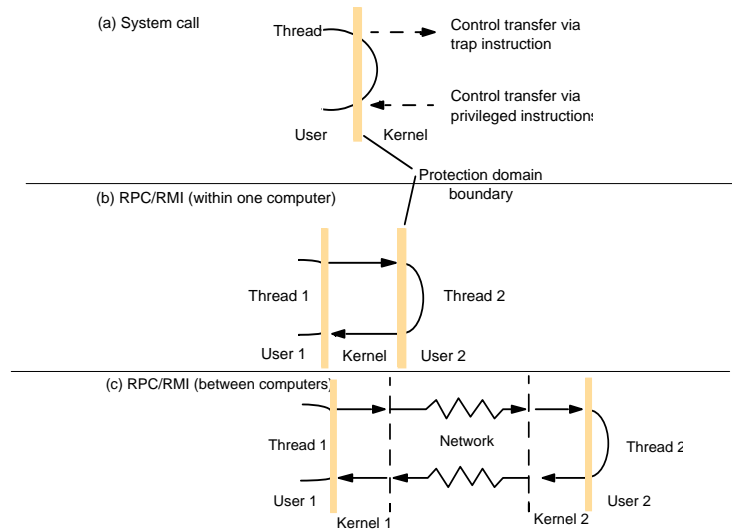 (a) System call
Thread
Control transfer via
trap instruction
Control transfer via
privileged instructions
User
Kernel
Protection domain
boundary
(b) RPC/RMI (within one computer)
Thread 1
Thread 2
User 1
Kernel
User 2
(c) RPC/RMI (between computers)
Thread 1
Network
Thread 2
User 1
Kernel 1
Kernel 2
User 2